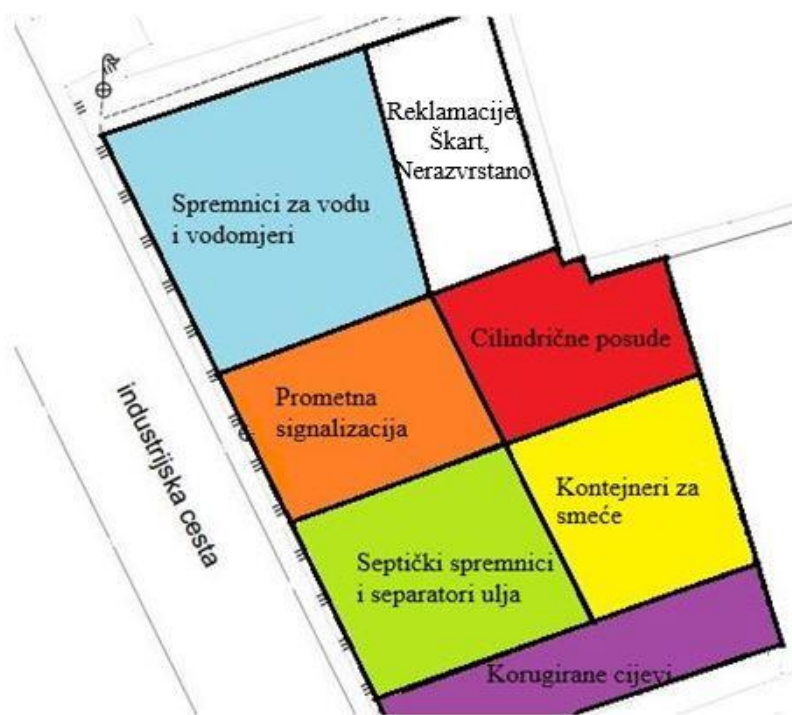 Reklamacije,
Škart,
Nerazvrstano
Spremnici za vodu
i vodomjeri
Cilindrične posude
Prometna
signalizacija
industrijska cesta
Kontejneri za
smeće
Septički spremnici
i separatori ulja
Korugirane cijevi